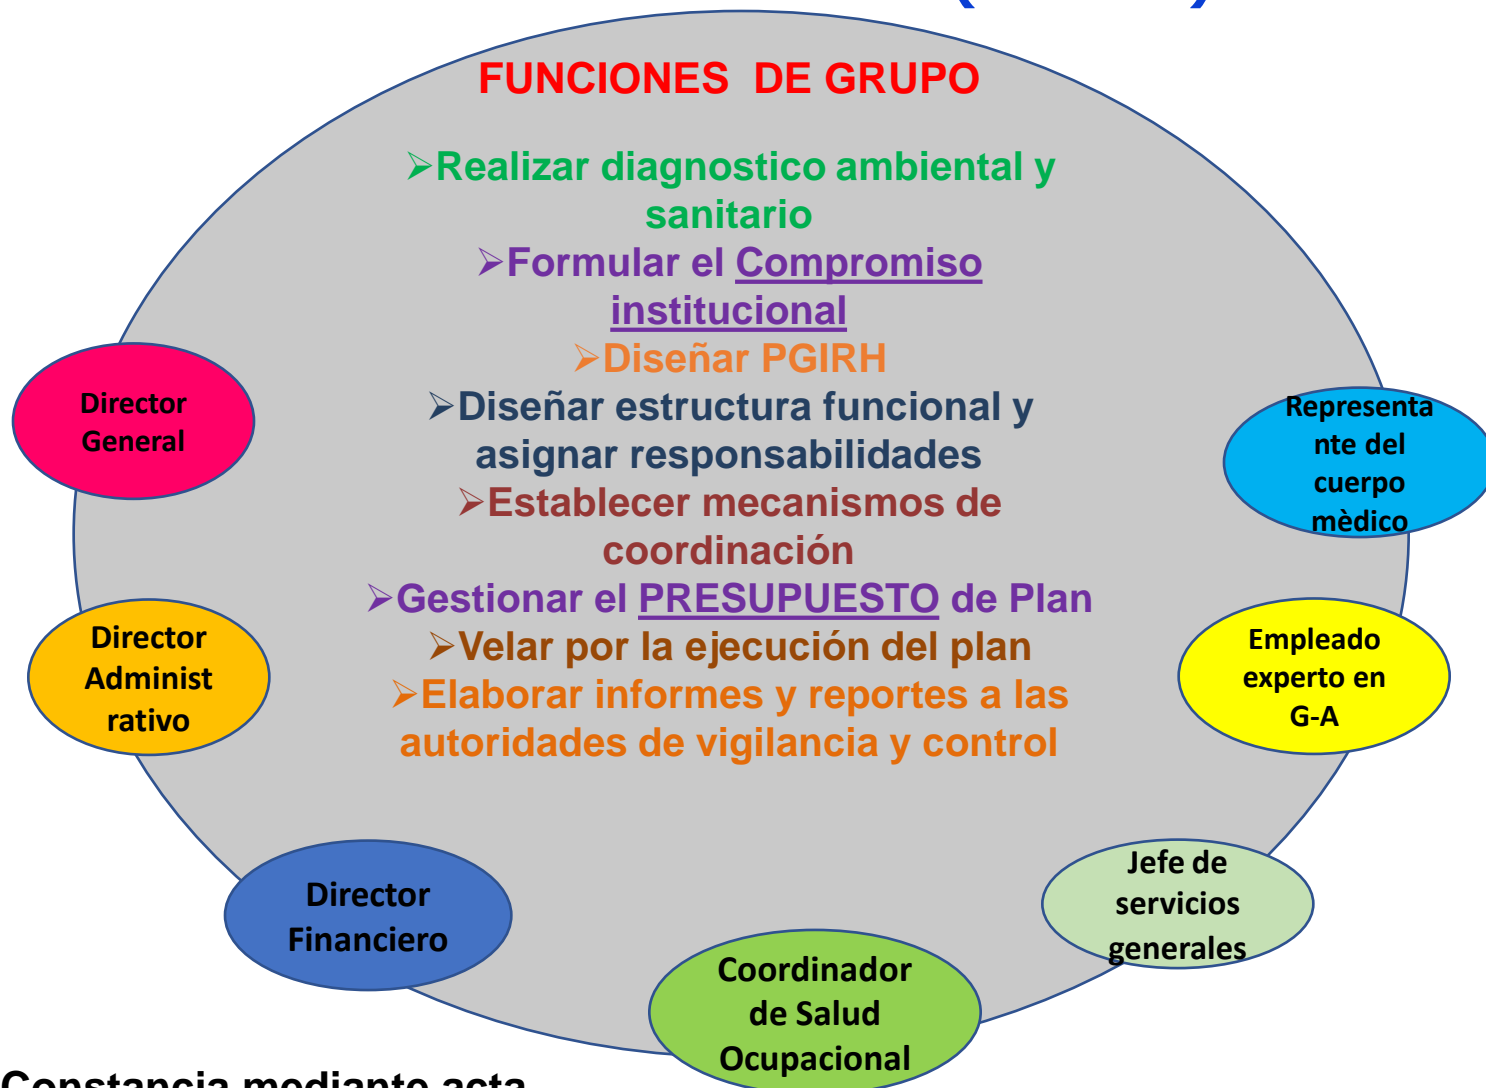 FUNCIONES DE GRUPO
➢Realizar diagnostico ambiental y
sanitario
➢Formular el Compromiso
institucional
➢Diseñar PGIRH
➢Diseñar estructura funcional y
asignar responsabilidades
➢Establecer mecanismos de
coordinación
➢Gestionar el PRESUPUESTO de Plan
➢Velar por la ejecución del plan
➢Elaborar informes y reportes a las
autoridades de vigilancia y control
Director
General
Director
Administ
rativo
Director
Financiero
Coordinador
de Salud
Ocupacional
Jefe de
servicios
generales
Empleado
experto en
G-A
Representa
nte del
cuerpo
mèdico
Constancia mediante acta